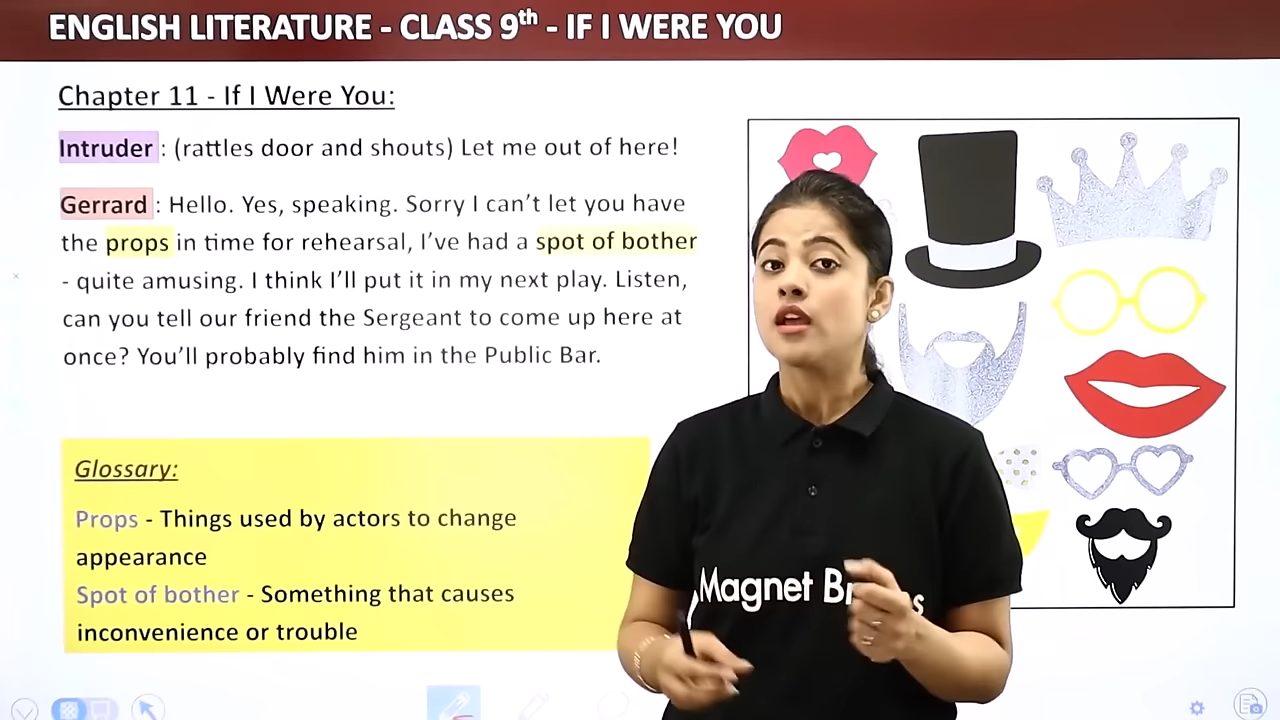 ENGLISH LITERATURE - CLASS 9th - IF I WERE YOU
Chapter 11 - If I Were You:
Intruder : (rattles door and shouts) Let me out of here!
Gerrard : Hello. Yes, speaking. Sorry I can't let you have
the props in time for rehearsal, I've had a spot of bother
- quite amusing. I think I'll put it in my next play. Listen,
can you tell our friend the Sergeant to come up here at
once? You'll probably find him in the Public Bar.
Glossary:
Props - Things used by actors to change
appearance
Spot of bother - Something that causes
inconvenience or trouble
Magnet